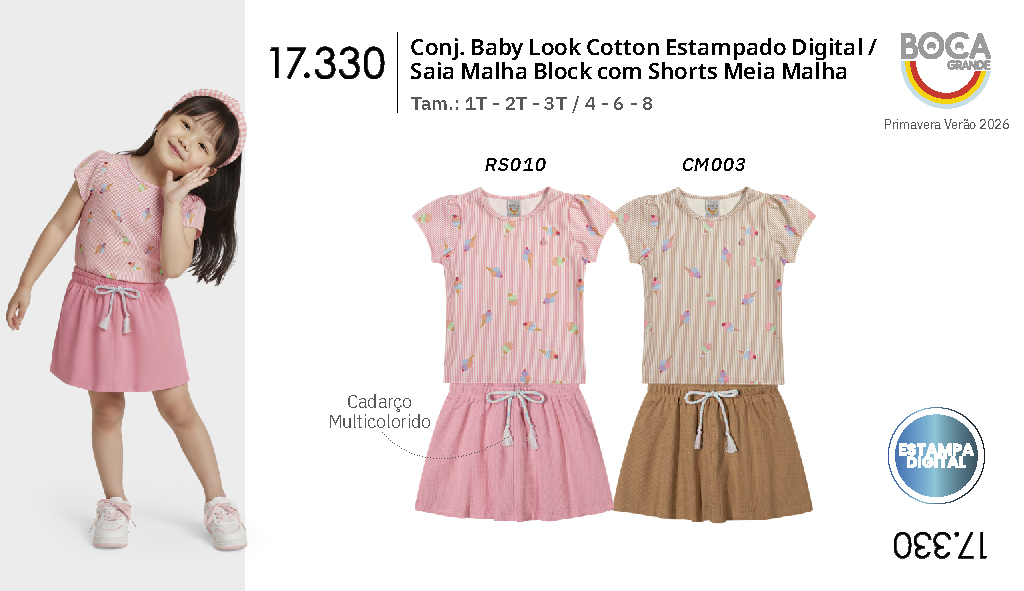 17.330
Conj. Baby Look Cotton Estampado Digital /
Saia Malha Block com Shorts Meia Malha
Tam.: 1T - 2T - 3T / 4 - 6 - 8
BOCA
GRANDE
Primavera Verão 2026
RS010
CM003
Cadarço
Multicolorido
ESTAMPA
DIGITAL
17.330